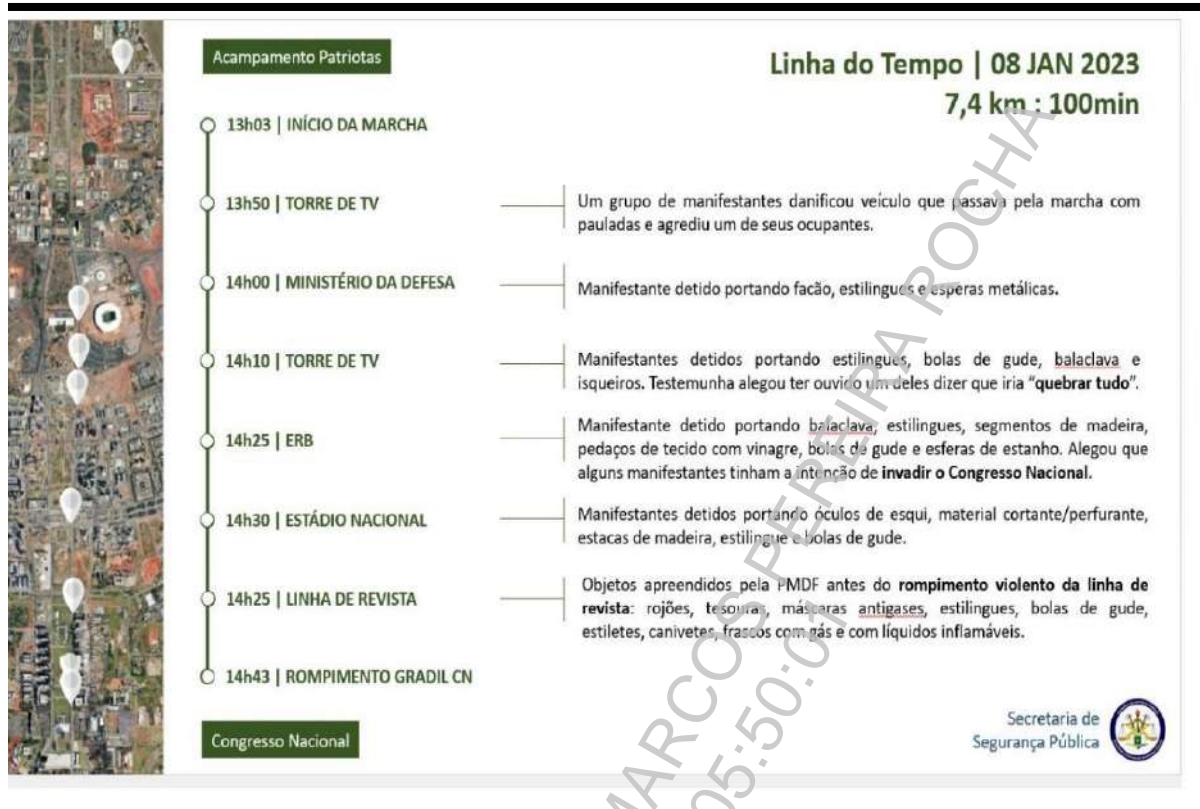 Acampamento Patriotas
Linha do Tempo | 08 JAN 2023
7,4 km : 100min
13h03 | INÍCIO DA MARCHA
13h50 | TORRE DE TV
Um grupo de manifestantes danificou veículo que passava pela marcha com
pauladas e agrediu um de seus ocupantes.
14h00 | MINISTÉRIO DA DEFESA
Manifestante detido portando facão, estilingues e esperas metálicas.
14h10 | TORRE DE TV
Manifestantes detidos portando estilingues, bolas de gude, balaclava e
isqueiros. Testemunha alegou ter ouvido um deles dizer que iria “quebrar tudo”.
14h25 | ERB
Manifestante detido portando balaclava, estilingues, segmentos de madeira,
pedaços de tecido com vinagre, bolas de gude e esferas de estanho. Alegou que
alguns manifestantes tinham a intenção de invadir o Congresso Nacional.
14h30 | ESTÁDIO NACIONAL
Manifestantes detidos portando óculos de esqui, material cortante/perfurante,
estacas de madeira, estilingue e bolas de gude.
14h25 | LINHA DE REVISTA
Objetos apreendidos pela PMDF antes do rompimento violento da linha de
revista: rojões, tesouras, máscaras antigases, estilingues, bolas de gude,
estiletes, canivetes, frascos com gás e com líquidos inflamáveis.
14h43 | ROMPIMENTO GRADIL CN
Congresso Nacional
Secretaria de
Segurança Pública
MARCOS PEREIRA ROCHA
05:50:01